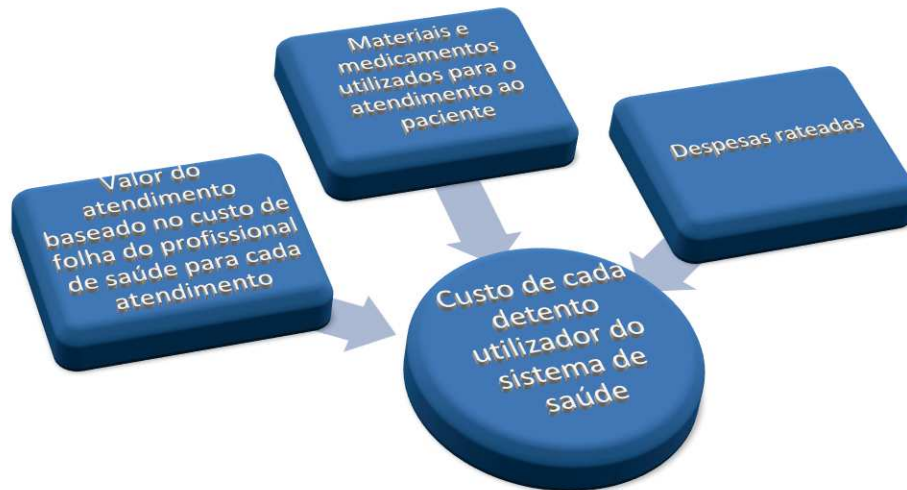 Valor do
atendimento
baseado no custo de
folha do profissional
de saúde para cada
atendimento
Materiais e
medicamentos
utilizados para o
atendimento ao
paciente
Despesas rateadas
Custo de cada
detento
utilizador do
sistema de
saúde